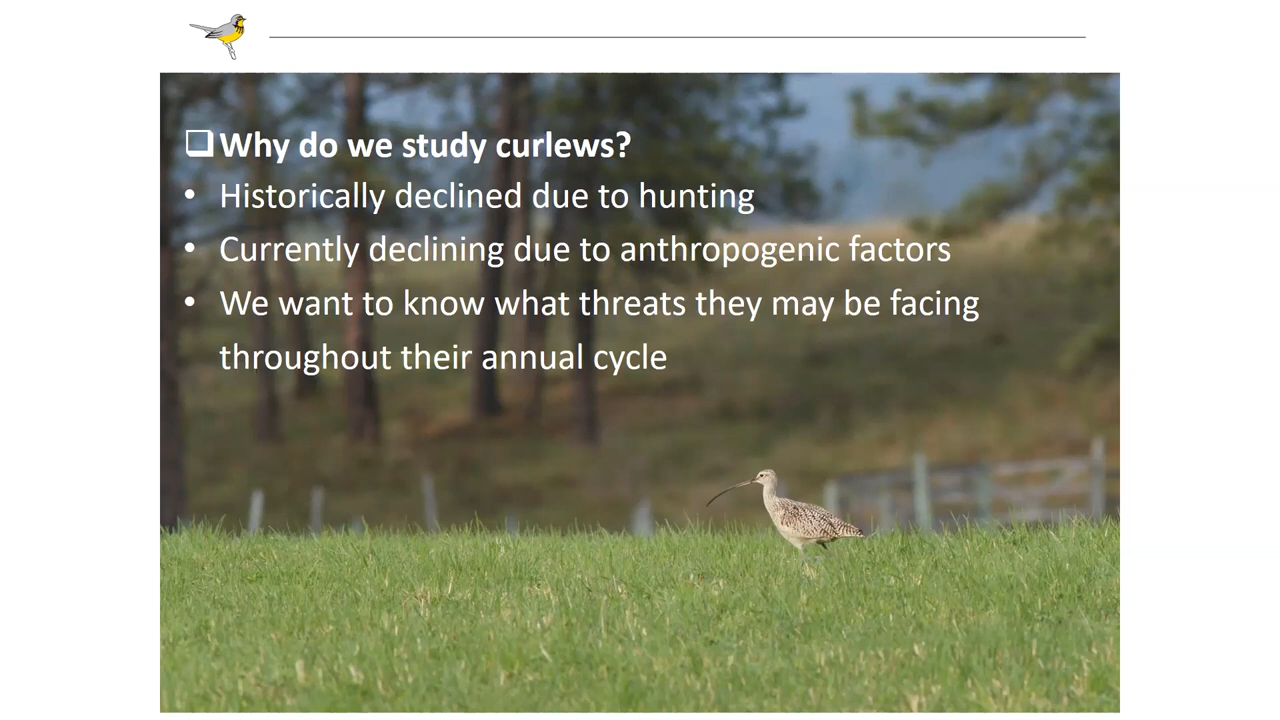 ❑Why do we study curlews?
• Historically declined due to hunting
• Currently declining due to anthropogenic factors
• We want to know what threats they may be facing
throughout their annual cycle